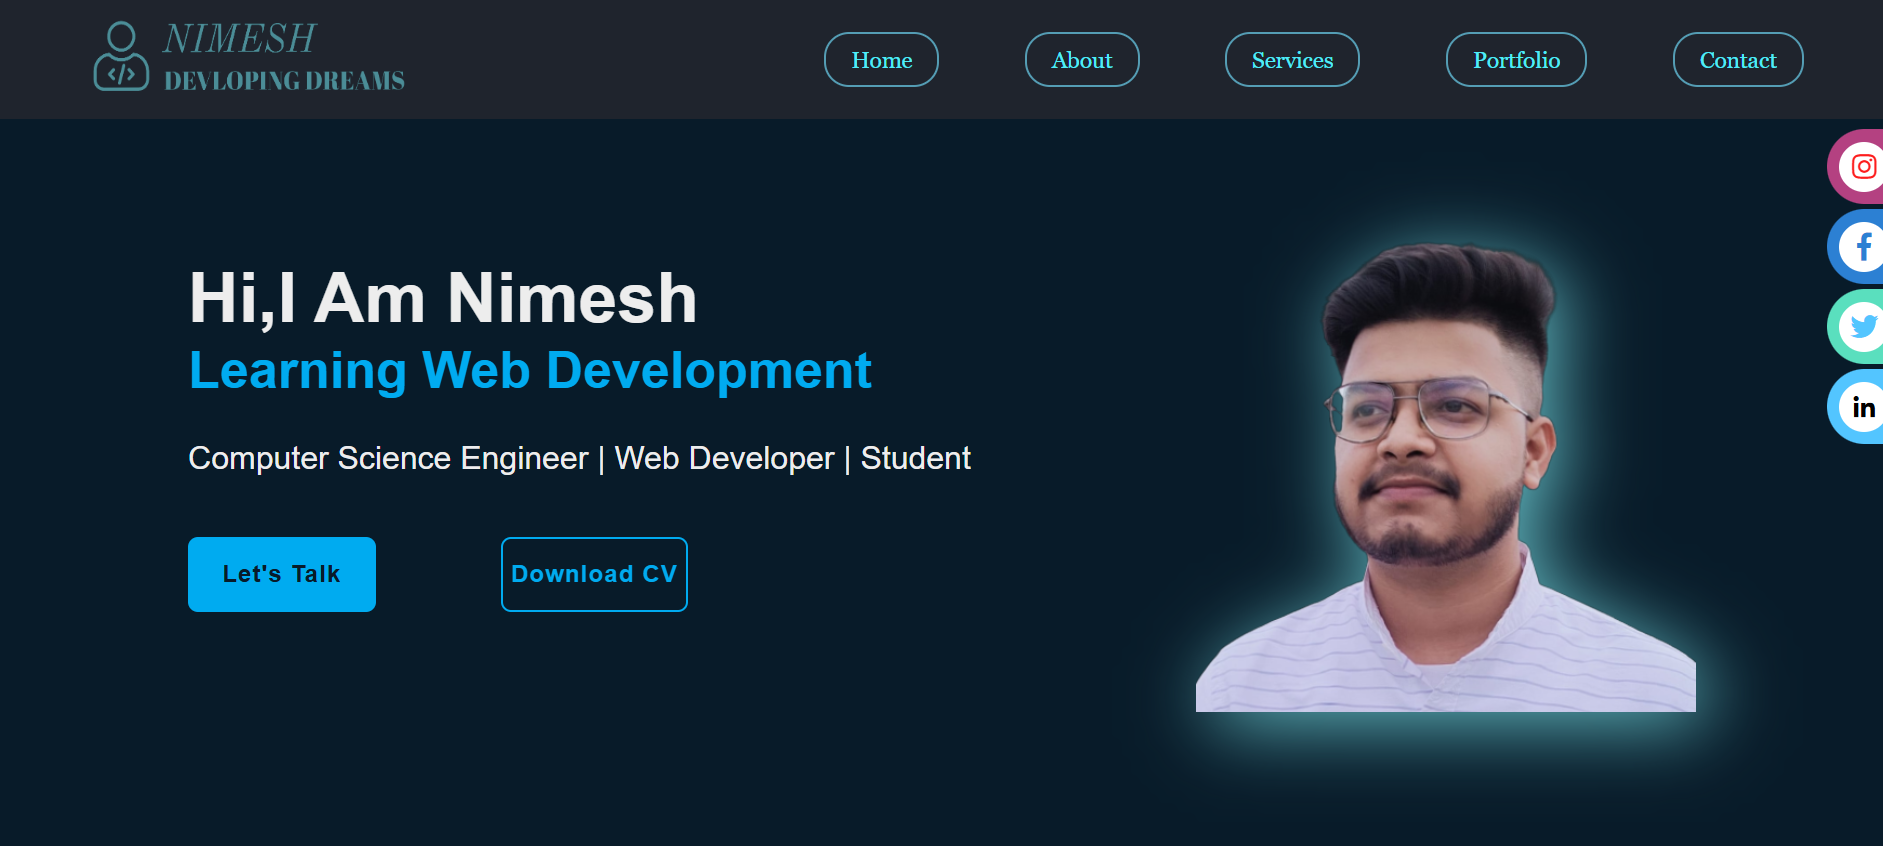 NIMESH
DEVLOPING DREAMS
Home
About
Services
Portfolio
Contact
Hi,I Am Nimesh
Learning Web Development
Computer Science Engineer | Web Developer | Student
Let's Talk
Download CV